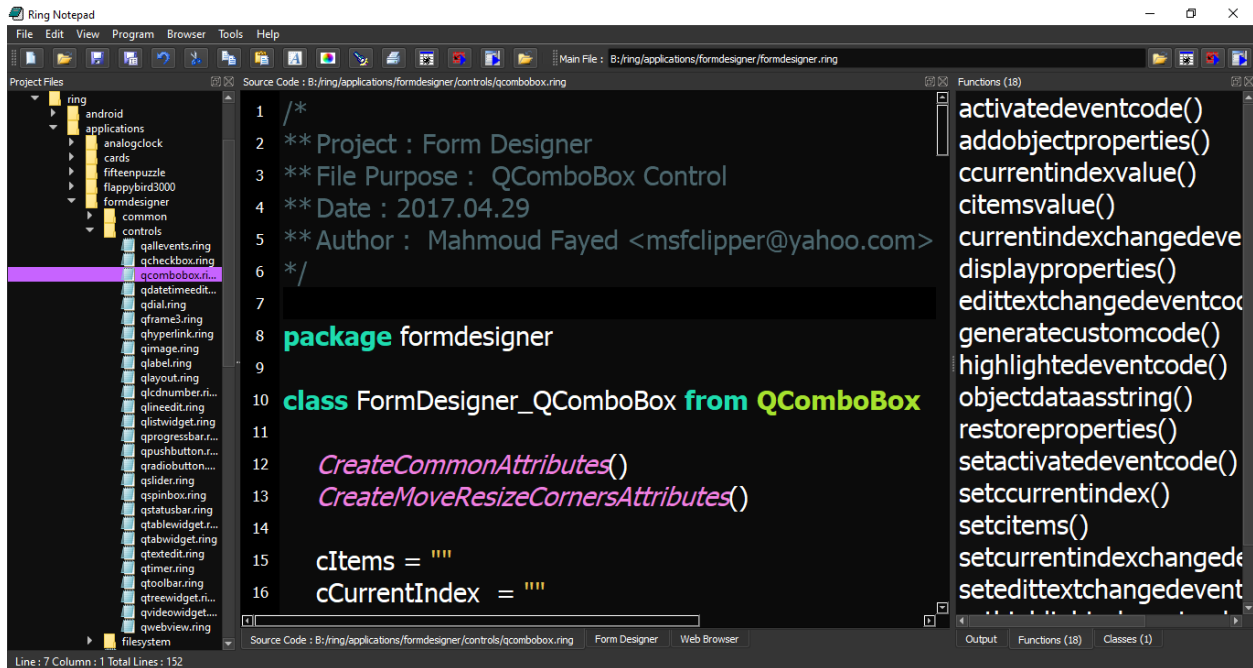 Ring Notepad
File Edit View Program Browser Tools Help
Main File : B:/ring/applications/formdesigner/formdesigner.ring
Project Files
ring
android
applications
analogclock
cards
fifteenpuzzle
flappybird3000
formdesigner
common
controls
qallevents.ring
qcheckbox.ring
qcombobox.ri...
qdatetimeedit...
qdial.ring
qframe3.ring
qhyperlink.ring
qimage.ring
qlabel.ring
qlayout.ring
qlcdnumber.ri...
qlineedit.ring
qlistwidget.ring
qprogressbar.r...
qpushbutton.r...
qradiobutton....
qslider.ring
qspinbox.ring
qstatusbar.ring
qtablewidget.r...
qtabwidget.ring
qtextedit.ring
qtimer.ring
qtoolbar.ring
qtreewidget.ri...
qvideowidget....
qwebview.ring
filesystem
Source Code : B:/ring/applications/formdesigner/controls/qcombobox.ring
1 /*
2 ** Project : Form Designer
3 ** File Purpose :  QComboBox Control
4 ** Date : 2017.04.29
5 ** Author :  Mahmoud Fayed <msfclipper@yahoo.com>
6 */
7
8 package formdesigner
9
10 class FormDesigner_QComboBox from QComboBox
11
12 CreateCommonAttributes()
13 CreateMoveResizeCornersAttributes()
14
15 cItems = ""
16 cCurrentIndex  = ""
Source Code : B:/ring/applications/formdesigner/controls/qcombobox.ring Form Designer Web Browser
Functions (18)
activatedeventcode()
addobjectproperties()
ccurrentindexvalue()
citemsvalue()
currentindexchangedeve
displayproperties()
edittextchangedeventcod
generatecustomcode()
highlightedeventcode()
objectdataasstring()
restoreproperties()
setactivatedeventcode()
setccurrentindex()
setcitems()
setcurrentindexchangede
setedittextchangedevent
Output Functions (18) Classes (1)
Line : 7 Column : 1 Total Lines : 152